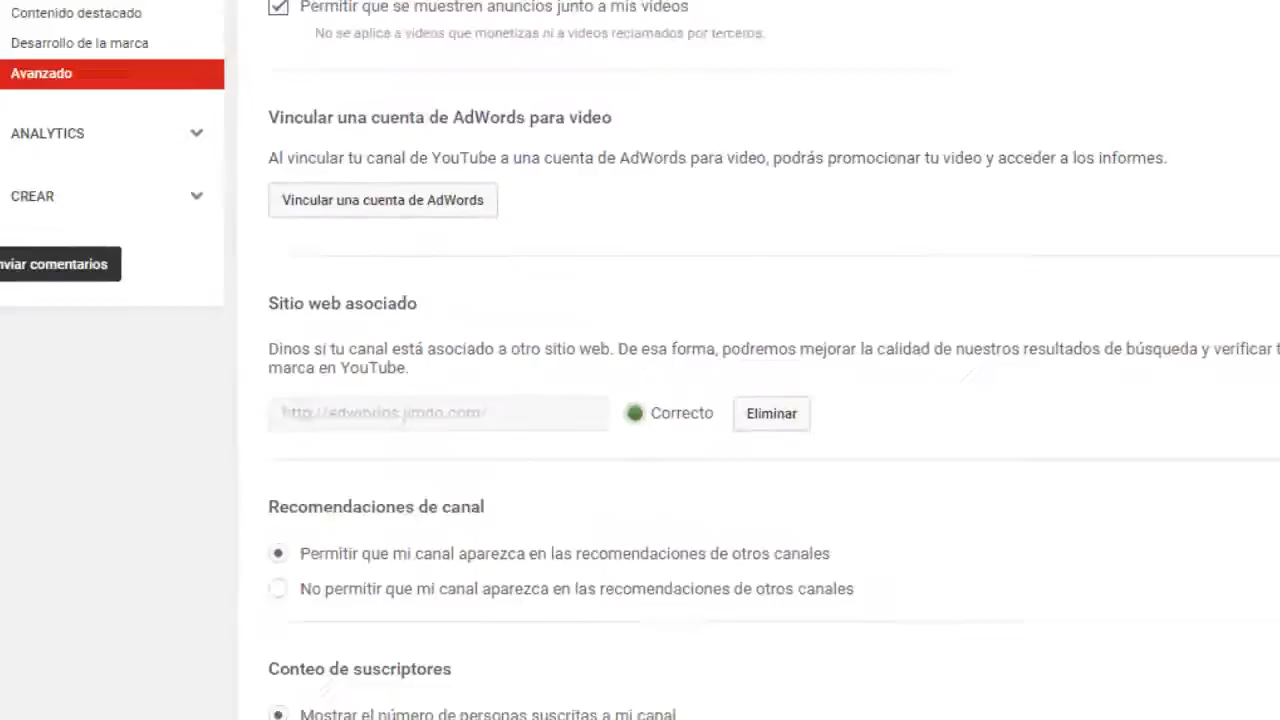 Contenido destacado
Desarrollo de la marca
Avanzado
ANALYTICS
CREAR
nviar comentarios
Permitir que se muestren anuncios junto a mis videos
No se aplica a videos que monetizas ni a videos reclamados por terceros.
Vincular una cuenta de AdWords para video
Al vincular tu canal de YouTube a una cuenta de AdWords para video, podrás promocionar tu video y acceder a los informes.
Vincular una cuenta de AdWords
Sitio web asociado
Dinos si tu canal está asociado a otro sitio web. De esa forma, podremos mejorar la calidad de nuestros resultados de búsqueda y verificar t
marca en YouTube.
Correcto Eliminar
Recomendaciones de canal
Permitir que mi canal aparezca en las recomendaciones de otros canales
No permitir que mi canal aparezca en las recomendaciones de otros canales
Conteo de suscriptores
Mostrar el número de personas suscritas a mi canal